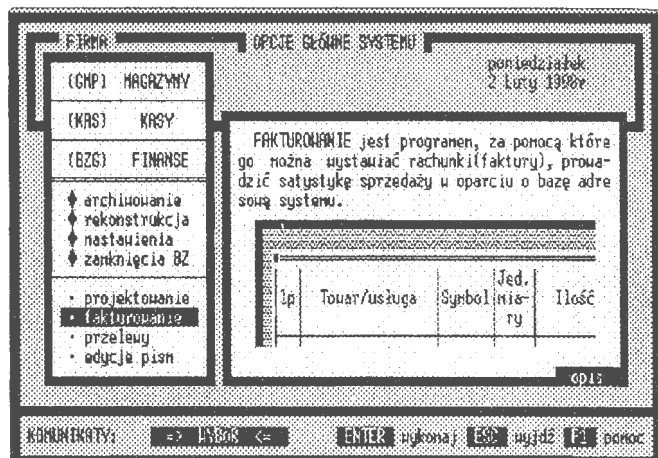 FIRMA
OPCJE GŁÓWNE SYSTEMU
poniedziałek
2 Luty 1998r
(GMP) MAGAZYNY
(KAS) KASY
(BZG) FINANSE
♦ archiwowanie
♦ rekonstrukcja
♦ nastawienia
♦ zamknięcia BZ
· projektowanie
· fakturowanie
· przelewy
· edycje pism
FAKTUROWANIE jest programem, za pomocą które
go można wystawiać rachunki(faktury), prowa-
dzić satystykę sprzedaży w oparciu o bazę adre
sową systemu.
lp Towar/usługa Symbol Jed. mia- ry Ilość
opis
KOMUNIKATY: => WYBÓR <= ENTER wykonaj ESC wyjdź F1 pomoc